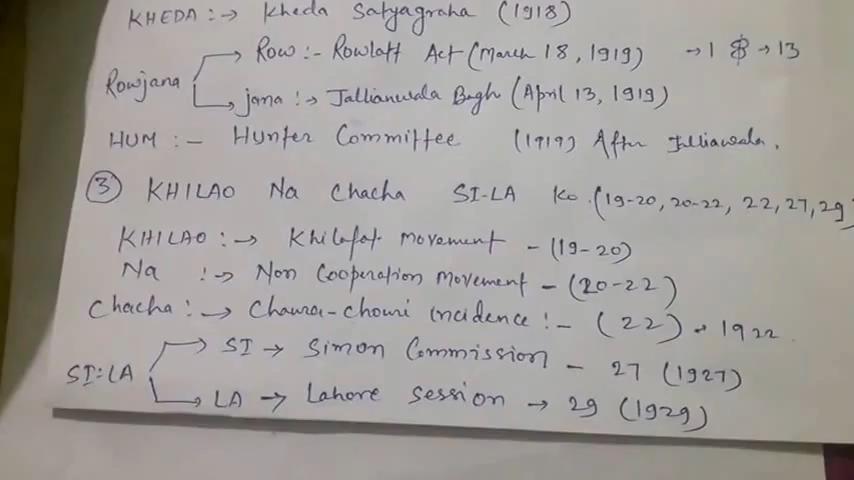 KHEDA :→ Kheda Satyagraha (1918)
Row :- Rowlatt Act (March 18, 1919) → 1 8 → 13
Rowjana
jana :→ Jallianwala Bagh (April 13, 1919)
HUM :- Hunter Committee (1919) After Jalliawala.
③ KHILAO Na Chacha SI-LA Ko. (19-20, 20-22, 22, 27, 29)
KHILAO :→ Khilafat movement - (19-20)
Na :→ Non Cooperation movement - (20-22)
Chacha :→ Chaura-chouri incidence :- (22) → 1922.
SI → Simon Commission - 27 (1927)
SI:LA
LA → Lahore session → 29 (1929)